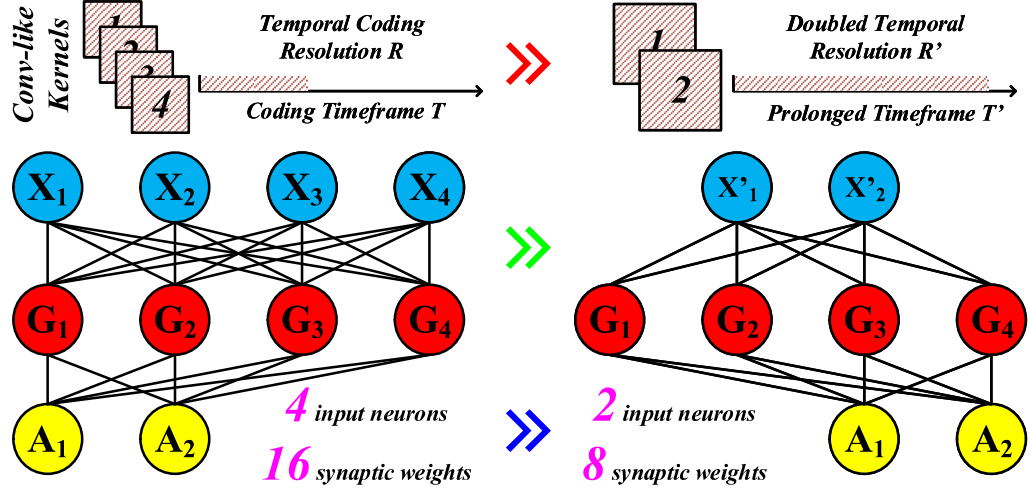 Conv-like
Kernels
1
2
3
4
Temporal Coding
Resolution R
Coding Timeframe T
1
2
Doubled Temporal
Resolution R'
Prolonged Timeframe T'
X1 X2 X3 X4
X'1 X'2
G1 G2 G3 G4
G1 G2 G3 G4
4 input neurons
16 synaptic weights
2 input neurons
8 synaptic weights
A1 A2
A1 A2